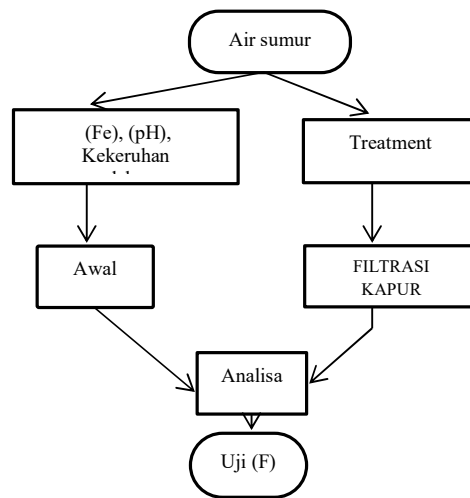 Air sumur
(Fe), (pH),
Kekeruhan
Treatment
Awal
FILTRASI
KAPUR
Analisa
Uji (F)